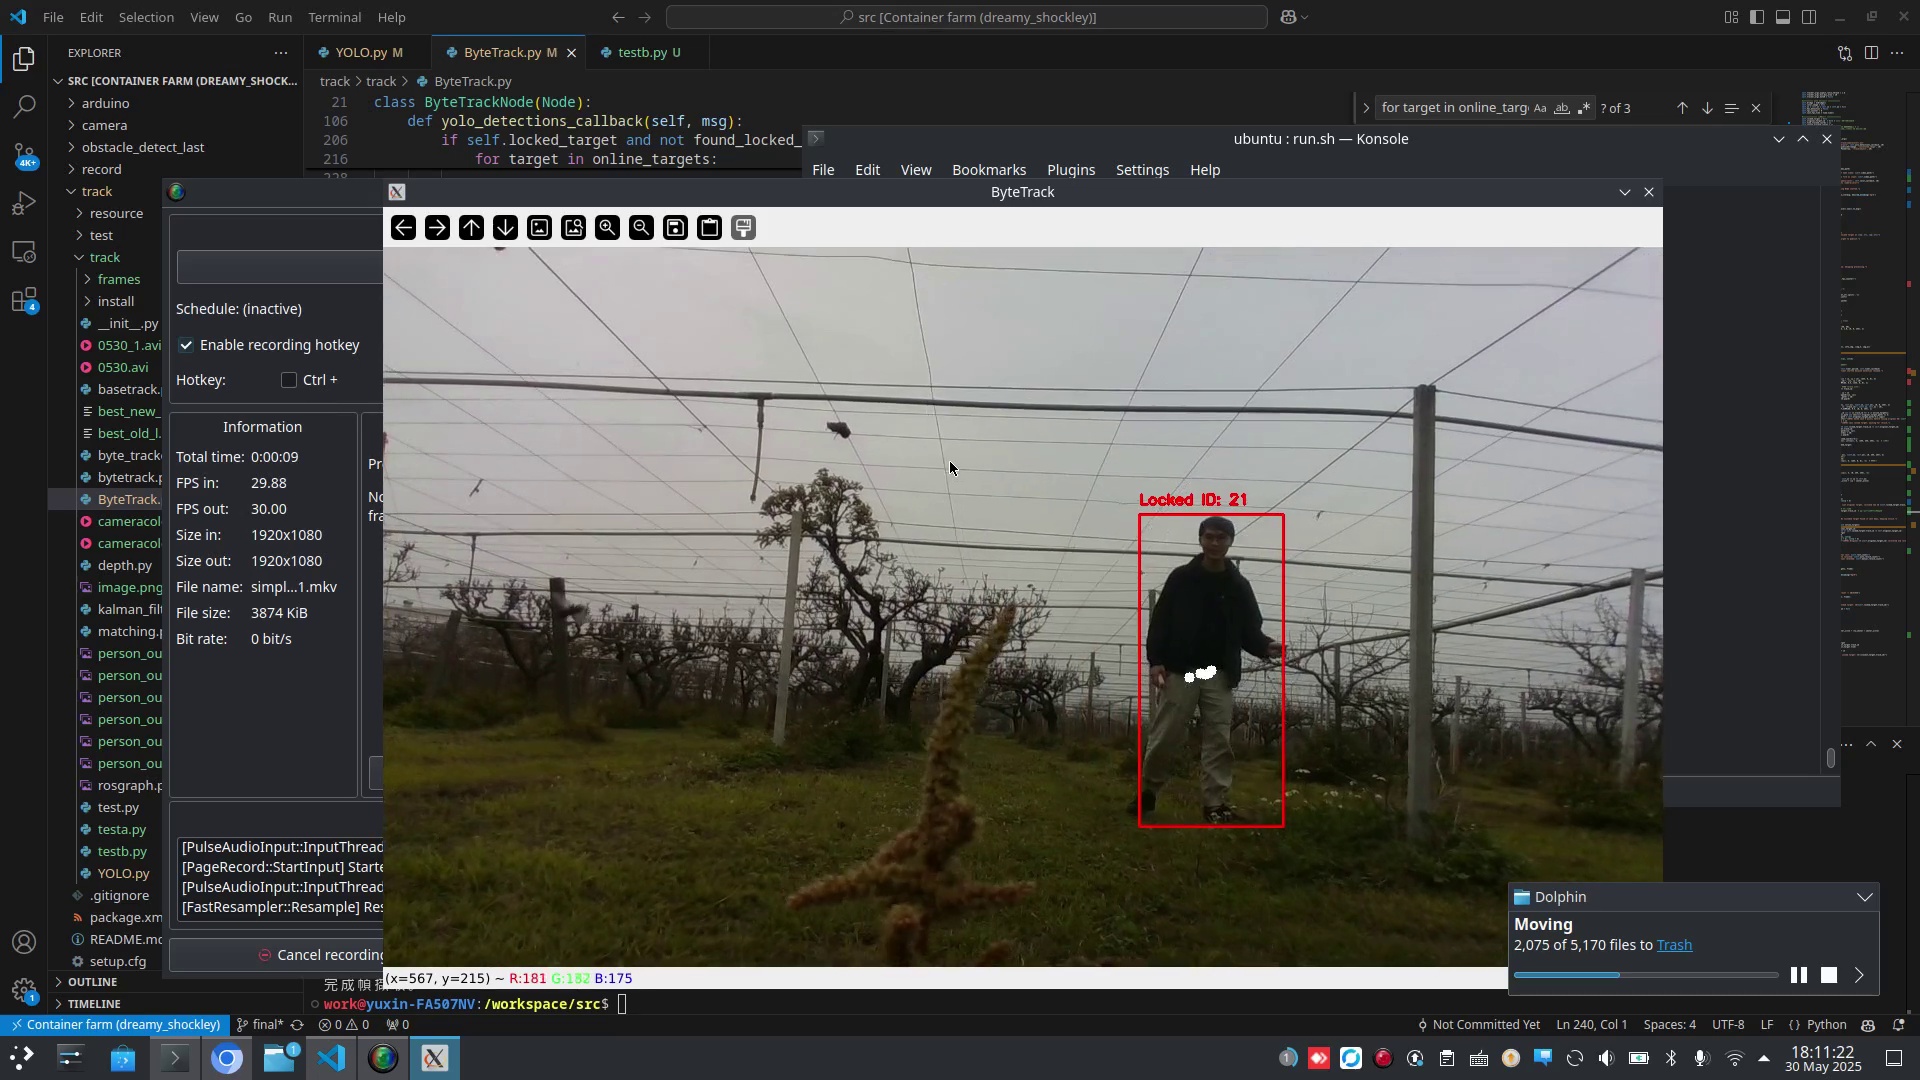 File Edit Selection View Go Run Terminal Help
src [Container farm (dreamy_shockley)]
EXPLORER
YOLO.py M
ByteTrack.py M
testb.py U
SRC [CONTAINER FARM (DREAMY_SHOCK...
track > track > ByteTrack.py
arduino
camera
obstacle_detect_last
record
track
resource
test
track
frames
install
__init__.py
0530_1.avi
0530.avi
basetrack.
best_new_
best_old_l.
byte_track
bytetrack.p
ByteTrack.
cameracol
cameracol
depth.py
image.png
kalman_filt
matching.p
person_ou
person_ou
person_ou
person_ou
person_ou
person_ou
rosgraph.p
test.py
testa.py
testb.py
YOLO.py
.gitignore
package.xm
README.md
setup.cfg
OUTLINE
TIMELINE
21 class ByteTrackNode(Node):
106 def yolo_detections_callback(self, msg):
206 if self.locked_target and not found_locked_
216 for target in online_targets:
228
for target in online_targ
Aa ab .*
? of 3
ubuntu : run.sh — Konsole
File Edit View Bookmarks Plugins Settings Help
ByteTrack
Schedule: (inactive)
Enable recording hotkey
Hotkey: Ctrl +
Information
Total time: 0:00:09
FPS in: 29.88
FPS out: 30.00
Size in: 1920x1080
Size out: 1920x1080
File name: simpl...1.mkv
File size: 3874 KiB
Bit rate: 0 bit/s
Pr
No
fra
[PulseAudioInput::InputThread
[PageRecord::StartInput] Starte
[PulseAudioInput::InputThread
[FastResampler::Resample] Res
Cancel recording
Locked ID: 21
(x=567, y=215) ~ R:181 G:182 B:175
Dolphin
Moving
2,075 of 5,170 files to Trash
work@yuxin-FA507NV:/workspace/src$
Container farm (dreamy_shockley)
final*
0 0
0
Not Committed Yet
Ln 240, Col 1
Spaces: 4
UTF-8
LF
{} Python
4K+
4
1
1
1
18:11:22
30 May 2025